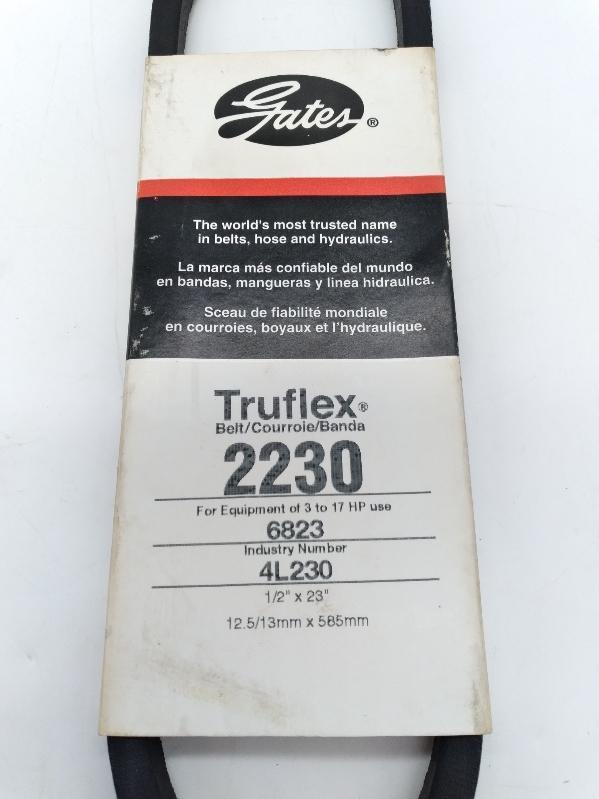 Gates®
The world's most trusted name
in belts, hose and hydraulics.
La marca más confiable del mundo
en bandas, mangueras y linea hidraulica.
Sceau de fiabilité mondiale
en courroies, boyaux et l'hydraulique.
Truflex®
Belt/Courroie/Banda
2230
For Equipment of 3 to 17 HP use
6823
Industry Number
4L230
1/2" x 23"
12.5/13mm x 585mm